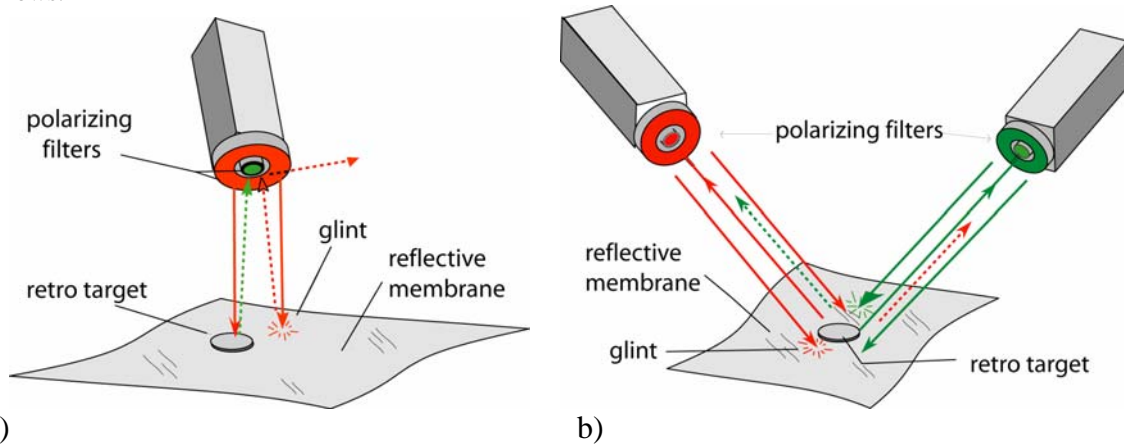 polarizing
filters
glint
reflective
membrane
retro target
)
polarizing filters
reflective
membrane
glint
retro target
b)